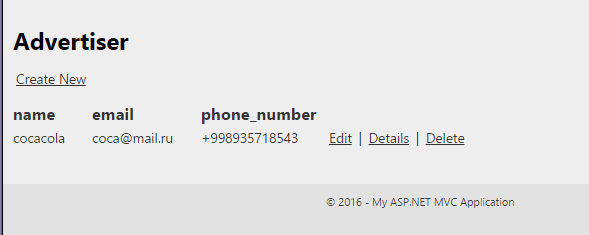 Advertiser
Create New
name email phone_number
cocacola coca@mail.ru +998935718543 Edit | Details | Delete
© 2016 - My ASP.NET MVC Application